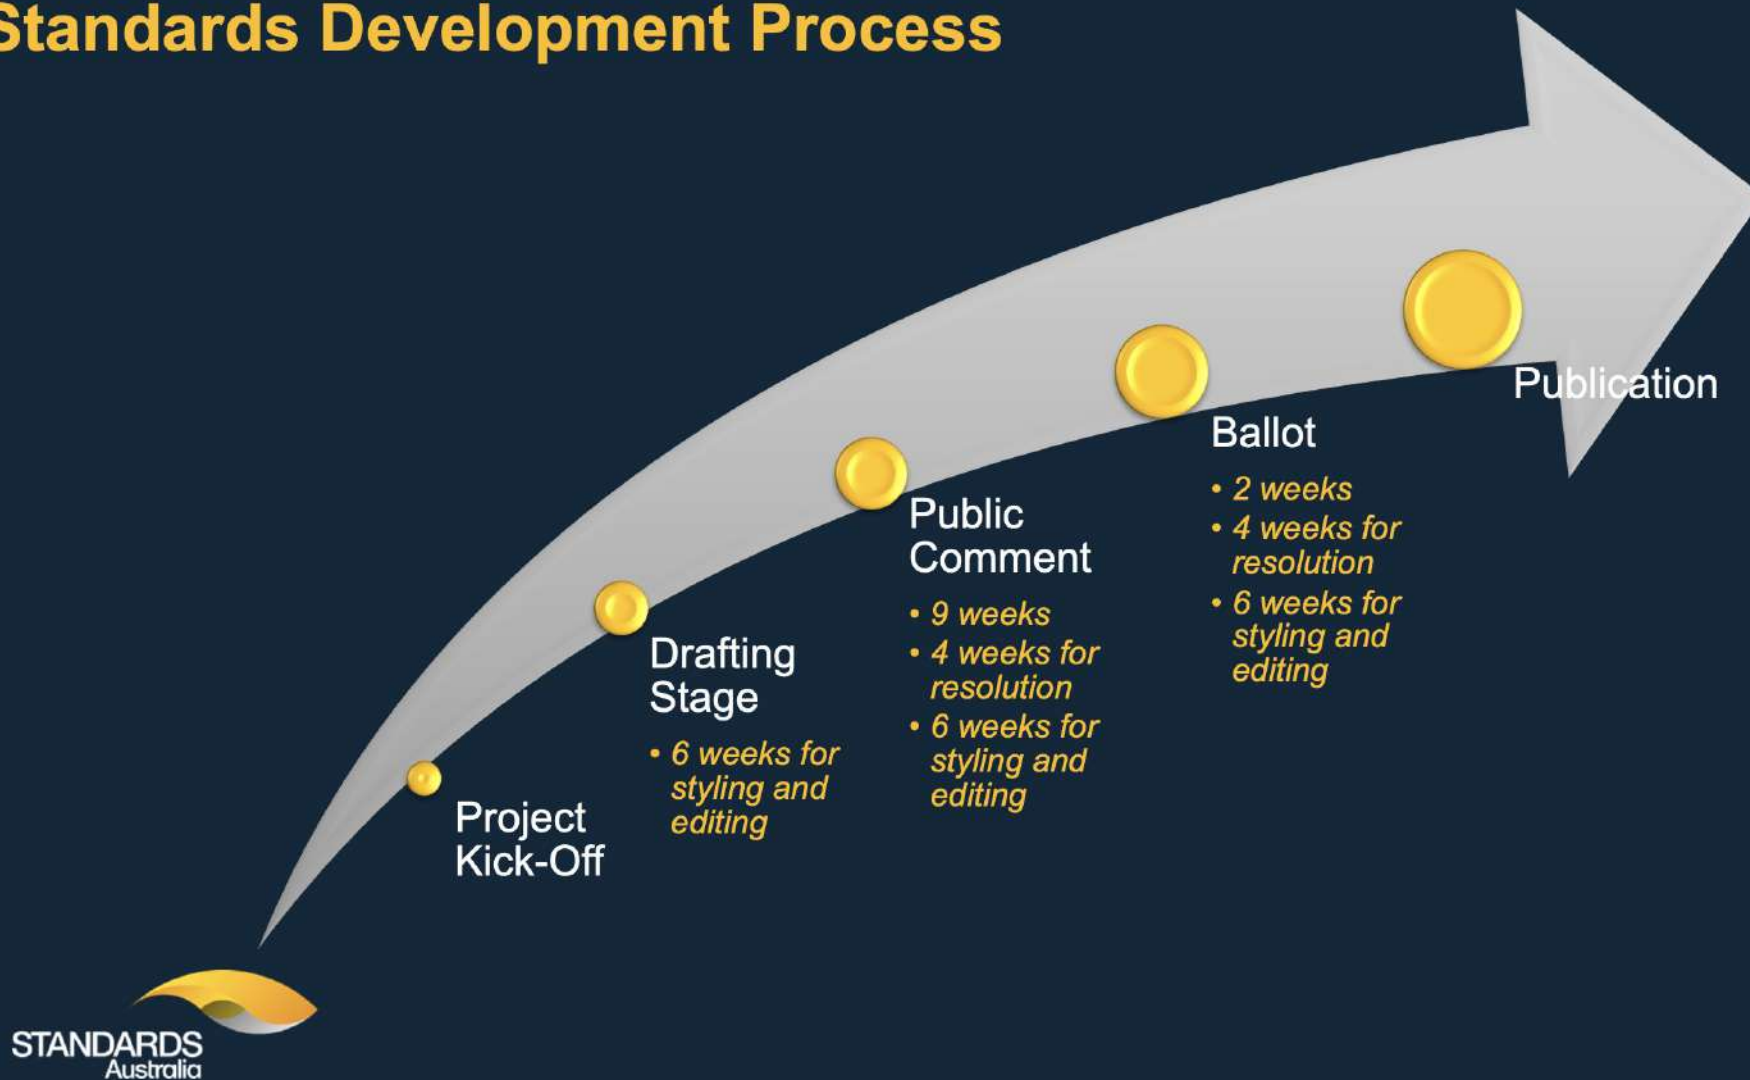 Standards Development Process
Project
Kick-Off
Drafting
Stage
• 6 weeks for
styling and
editing
Public
Comment
• 9 weeks
• 4 weeks for
resolution
• 6 weeks for
styling and
editing
Ballot
• 2 weeks
• 4 weeks for
resolution
• 6 weeks for
styling and
editing
Publication
STANDARDS
Australia